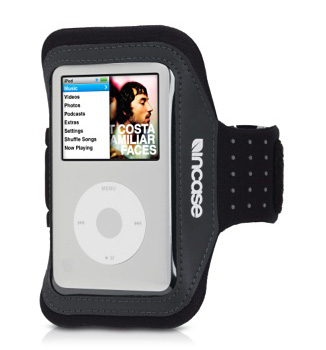 iPod
Music
Videos
Photos
Podcasts
Extras
Settings
Shuffle Songs
Now Playing
COSTA
AMILIAR
FACES
MENU
incase